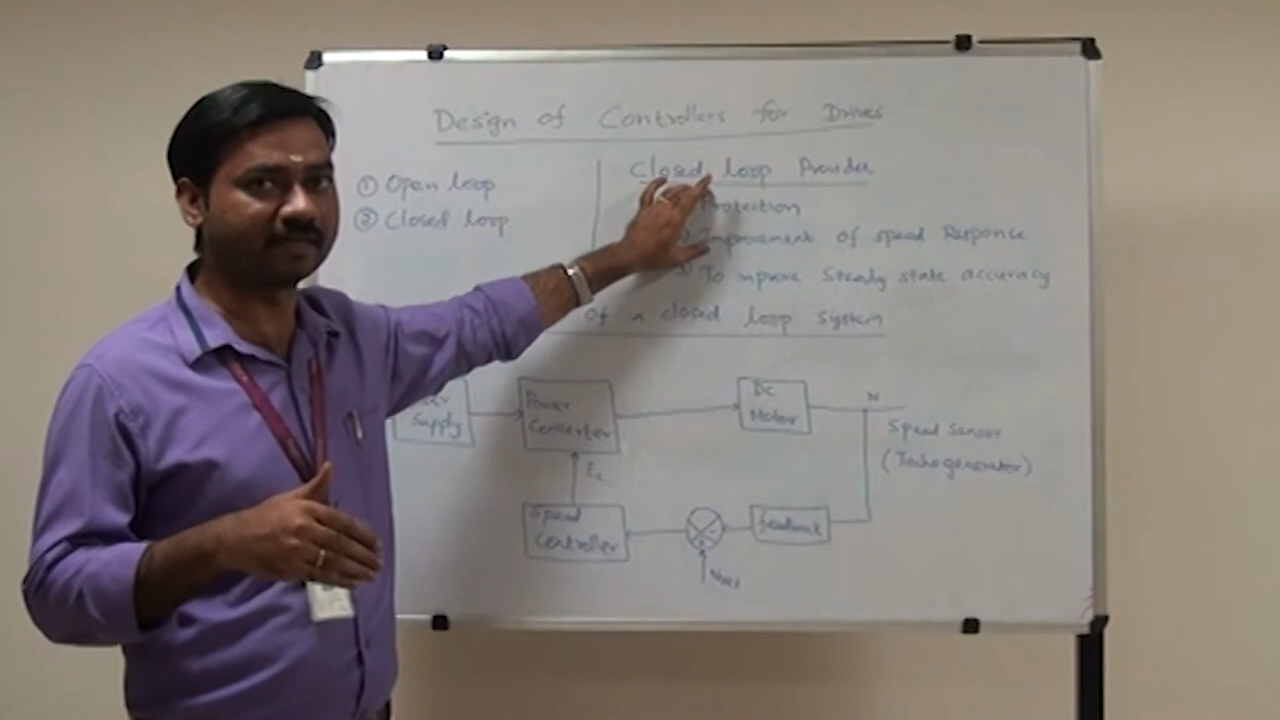 Design of Controllers for Drives
① Open loop
② Closed loop
Closed loop Provides
Protection
improvement of speed Response
3) To improve Steady state accuracy
of a closed loop system
Supply
Power
Converter
Dc
Motor
N
Speed Sensor
(Tachogenerator)
Ec
Speed
Controller
feedback